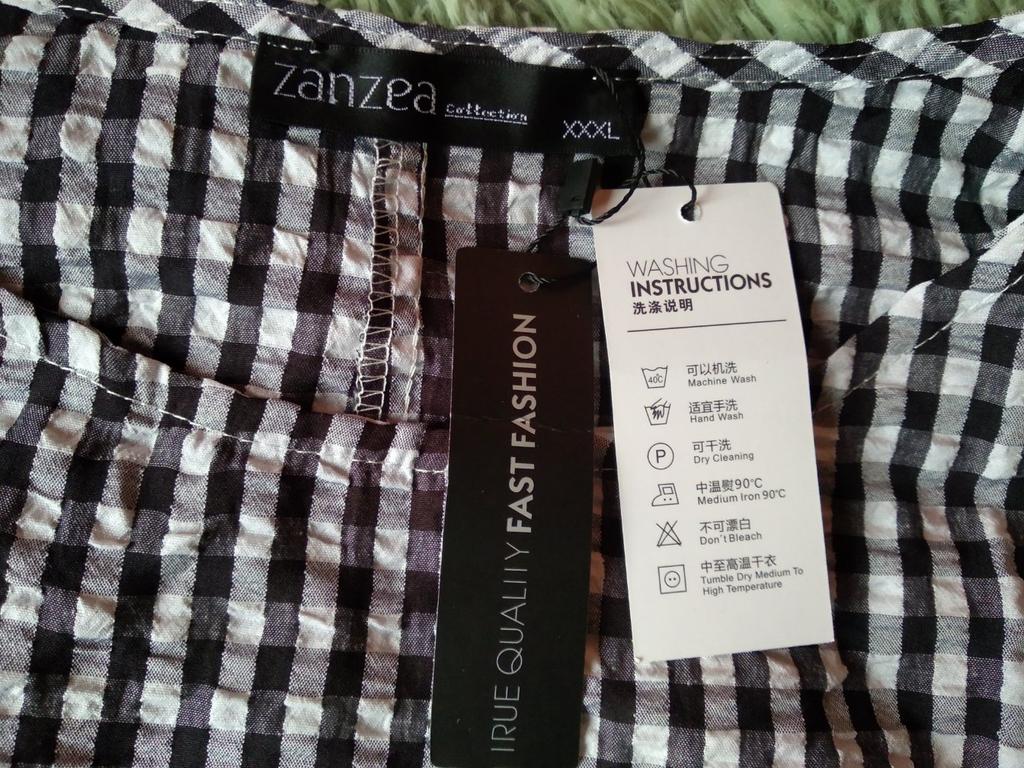 zanzea
Collection
XXXL
TRUE QUALITY FAST FASHION
WASHING
INSTRUCTIONS
洗涤说明
40℃
可以机洗
Machine Wash
适宜手洗
Hand Wash
P
可干洗
Dry Cleaning
中温熨90℃
Medium Iron 90℃
不可漂白
Don´t Bleach
中至高温干衣
Tumble Dry Medium To
High Temperature